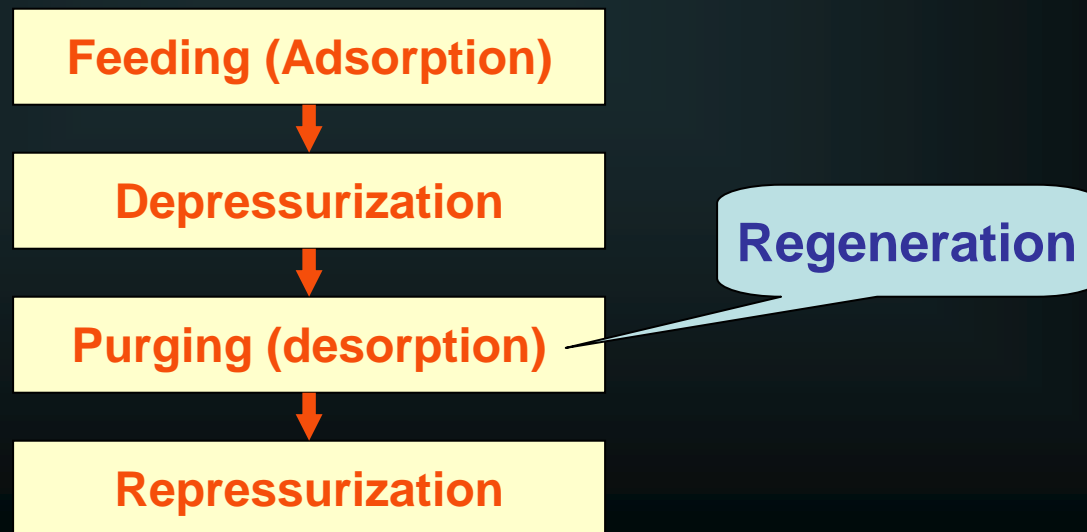 Feeding (Adsorption)
Depressurization
Regeneration
Purging (desorption)
Repressurization